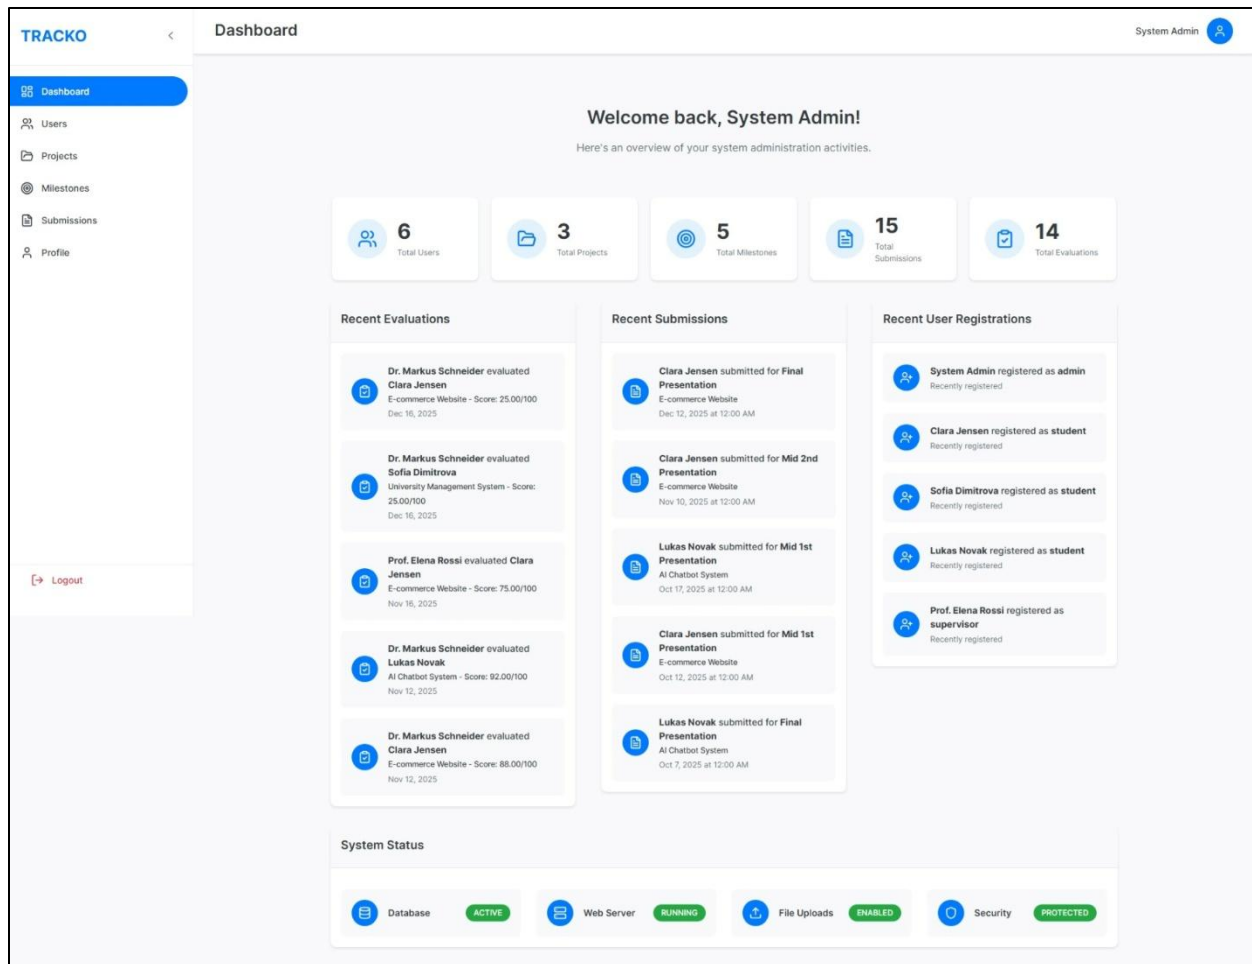 TRACKO
Dashboard
System Admin
Dashboard
Users
Projects
Milestones
Submissions
Profile
Logout
Welcome back, System Admin!
Here's an overview of your system administration activities.
6
Total Users
3
Total Projects
5
Total Milestones
15
Total
Submissions
14
Total Evaluations
Recent Evaluations
Dr. Markus Schneider evaluated
Clara Jensen
E-commerce Website - Score: 25.00/100
Dec 16, 2025
Dr. Markus Schneider evaluated
Sofia Dimitrova
University Management System - Score:
25.00/100
Dec 16, 2025
Prof. Elena Rossi evaluated Clara
Jensen
E-commerce Website - Score: 75.00/100
Nov 16, 2025
Dr. Markus Schneider evaluated
Lukas Novak
AI Chatbot System - Score: 92.00/100
Nov 12, 2025
Dr. Markus Schneider evaluated
Clara Jensen
E-commerce Website - Score: 88.00/100
Nov 12, 2025
Recent Submissions
Clara Jensen submitted for Final
Presentation
E-commerce Website
Dec 12, 2025 at 12:00 AM
Clara Jensen submitted for Mid 2nd
Presentation
E-commerce Website
Nov 10, 2025 at 12:00 AM
Lukas Novak submitted for Mid 1st
Presentation
AI Chatbot System
Oct 17, 2025 at 12:00 AM
Clara Jensen submitted for Mid 1st
Presentation
E-commerce Website
Oct 12, 2025 at 12:00 AM
Lukas Novak submitted for Final
Presentation
AI Chatbot System
Oct 7, 2025 at 12:00 AM
Recent User Registrations
System Admin registered as admin
Recently registered
Clara Jensen registered as student
Recently registered
Sofia Dimitrova registered as student
Recently registered
Lukas Novak registered as student
Recently registered
Prof. Elena Rossi registered as
supervisor
Recently registered
System Status
Database
ACTIVE
Web Server
RUNNING
File Uploads
ENABLED
Security
PROTECTED